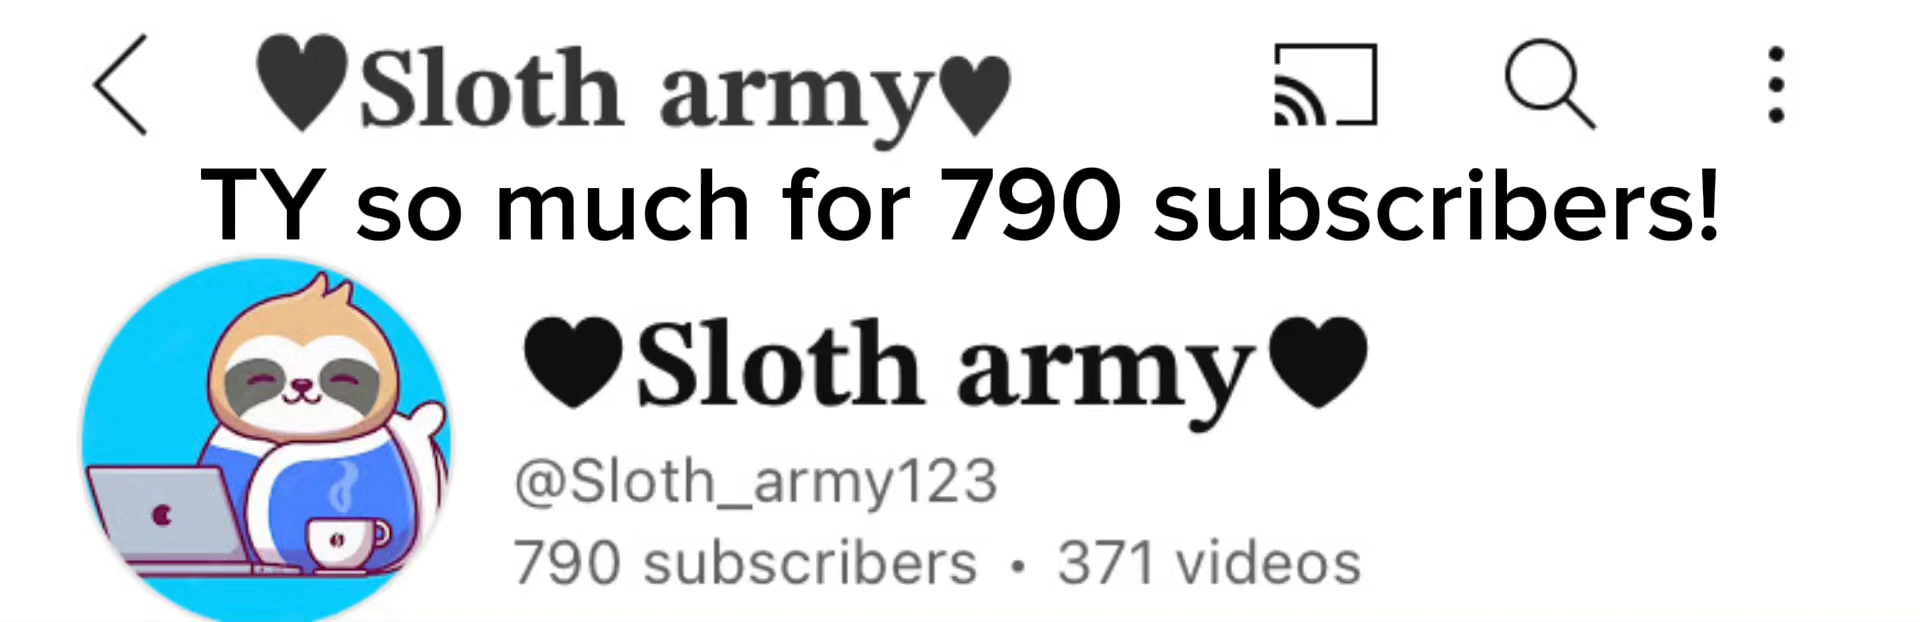 ♥Sloth army♥
TY so much for 790 subscribers!
♥Sloth army♥
@Sloth_army123
790 subscribers • 371 videos